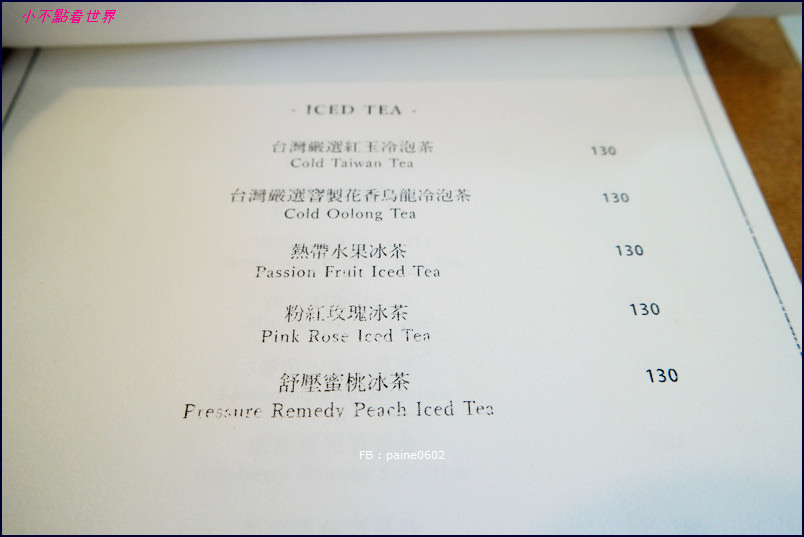 小不點看世界
- ICED TEA -
台灣嚴選紅玉冷泡茶 130
Cold Taiwan Tea
台灣嚴選窨製花香烏龍冷泡茶 130
Cold Oolong Tea
熱帶水果冰茶 130
Passion Fruit Iced Tea
粉紅玫瑰冰茶 130
Pink Rose Iced Tea
舒壓蜜桃冰茶 130
Pressure Remedy Peach Iced Tea
FB : paine0602